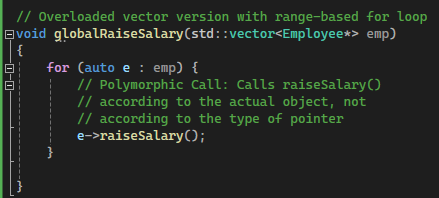 // Overloaded vector version with range-based for loop
void globalRaiseSalary(std::vector<Employee*> emp)
{
    for (auto e : emp) {
        // Polymorphic Call: Calls raiseSalary()
        // according to the actual object, not
        // according to the type of pointer
        e->raiseSalary();
    }
}